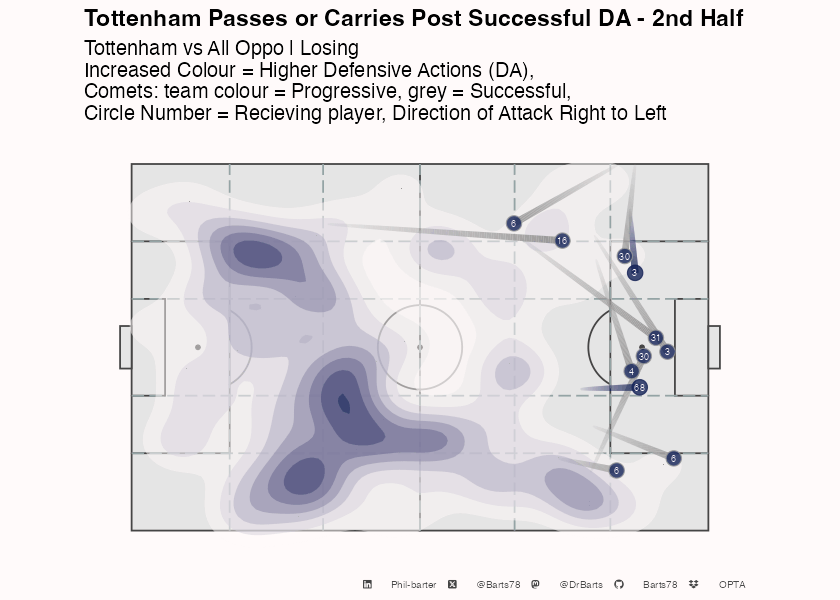 Tottenham Passes or Carries Post Successful DA - 2nd Half
Tottenham vs All Oppo | Losing
Increased Colour = Higher Defensive Actions (DA),
Comets: team colour = Progressive, grey = Successful,
Circle Number = Recieving player, Direction of Attack Right to Left
6
16
30
3
31
3
30
4
68
6
6
Phil-barter @Barts78 @DrBarts Barts78 OPTA